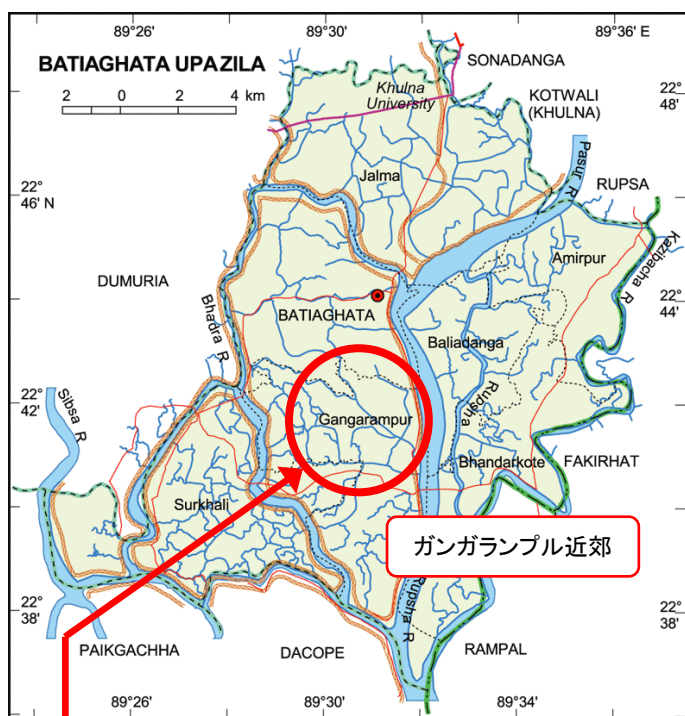 89°26'
89°30'
89°36' E
BATIAGHATA UPAZILA
2 0 2 4 km
SONADANGA
Khulna
University
KOTWALI
(KHULNA)
22°
48'
Jalma
Pasur R
RUPSA
22°
46' N
Amirpur
Kazibacha R
DUMURIA
Bhadra R
BATIAGHATA
Baliadanga
22°
44'
Sibsa R
22°
42'
Gangarampur
Rupsha
Bhandarkote
FAKIRHAT
Surkhali
ガンガランプル近郊
22°
38'
Rupsha R
22°
38'
PAIKGACHHA
DACOPE
RAMPAL
89°26'
89°30'
89°34'